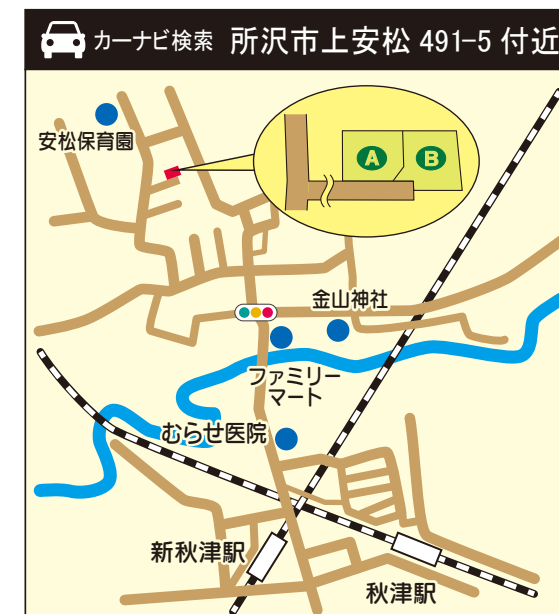 カーナビ検索 所沢市上安松 491-5 付近
安松保育園
A B
金山神社
ファミリー
マート
むらせ医院
新秋津駅
秋津駅